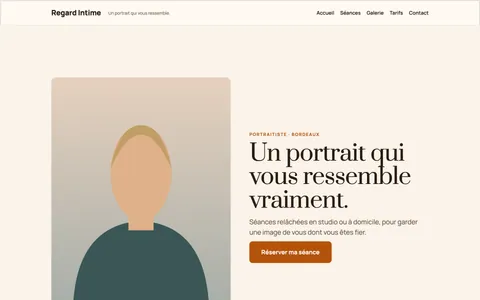 Regard Intime
Un portrait qui vous ressemble.
Accueil Séances Galerie Tarifs Contact
PORTRAITISTE · BORDEAUX
Un portrait qui
vous ressemble
vraiment.
Séances relâchées en studio ou à domicile, pour garder
une image de vous dont vous êtes fier.
Réserver ma séance